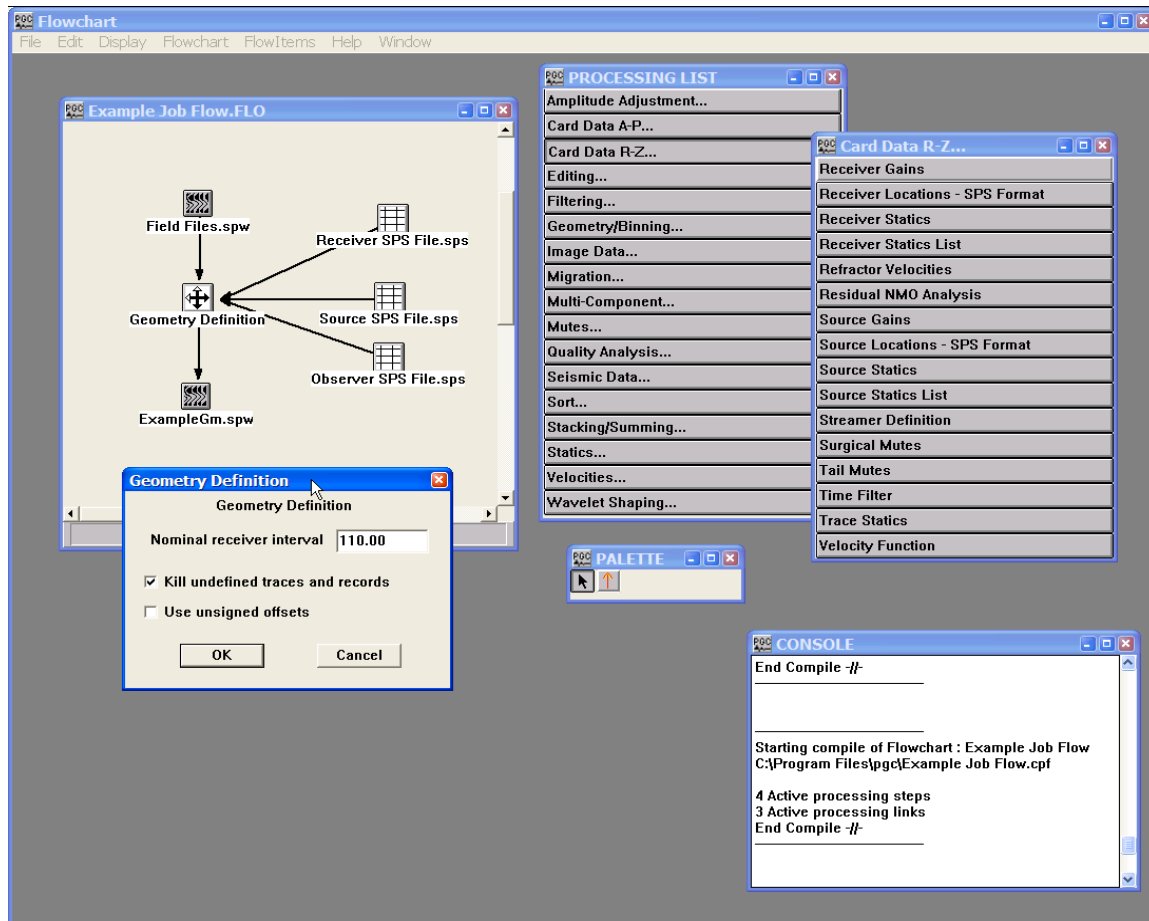 PGC Flowchart
File Edit Display Flowchart FlowItems Help Window
PGC Example Job Flow.FLO
Field Files.spw
Receiver SPS File.sps
Geometry Definition
Source SPS File.sps
Observer SPS File.sps
ExampleGm.spw
Geometry Definition
Geometry Definition
Nominal receiver interval 110.00
Kill undefined traces and records
Use unsigned offsets
OK Cancel
PGC PROCESSING LIST
Amplitude Adjustment...
Card Data A-P...
Card Data R-Z...
Editing...
Filtering...
Geometry/Binning...
Image Data...
Migration...
Multi-Component...
Mutes...
Quality Analysis...
Seismic Data...
Sort...
Stacking/Summing...
Statics...
Velocities...
Wavelet Shaping...
PGC Card Data R-Z...
Receiver Gains
Receiver Locations - SPS Format
Receiver Statics
Receiver Statics List
Refractor Velocities
Residual NMO Analysis
Source Gains
Source Locations - SPS Format
Source Statics
Source Statics List
Streamer Definition
Surgical Mutes
Tail Mutes
Time Filter
Trace Statics
Velocity Function
PGC PALETTE
PGC CONSOLE
End Compile -//-
Starting compile of Flowchart : Example Job Flow
C:\Program Files\pgc\Example Job Flow.cpf
4 Active processing steps
3 Active processing links
End Compile -//-